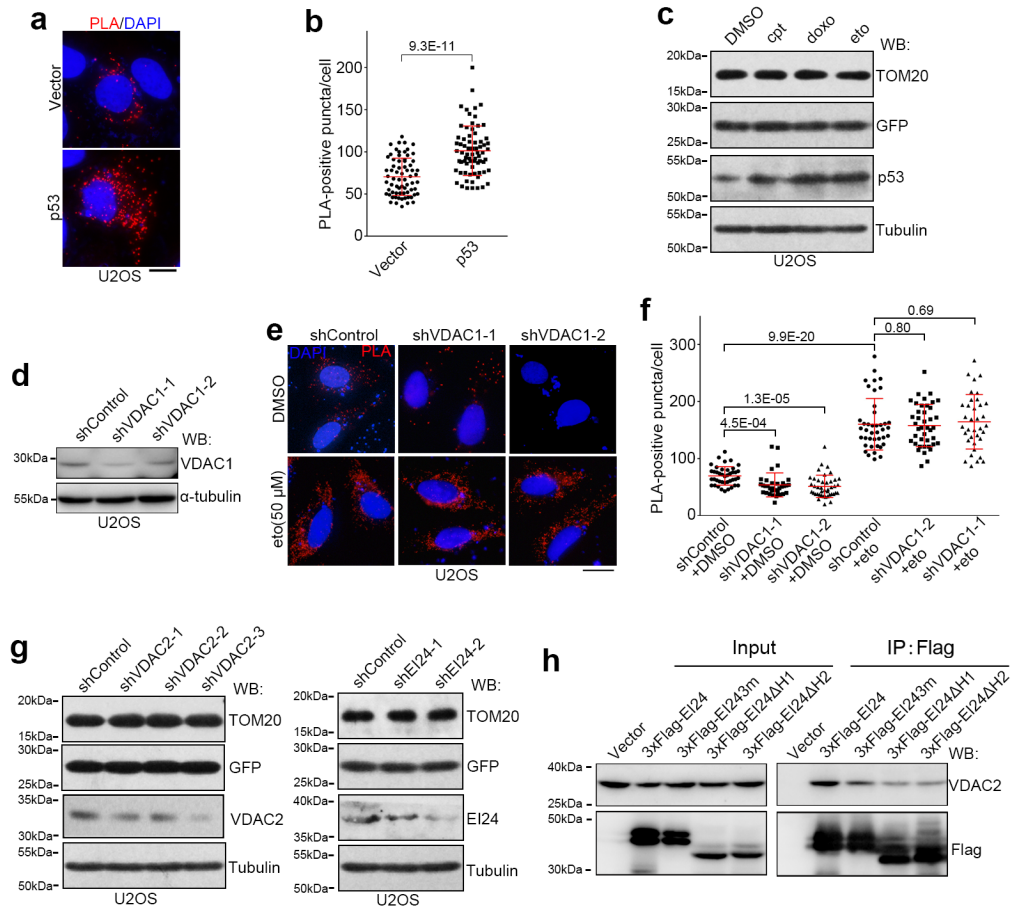 a
PLA/DAPI
Vector
p53
U2OS
b
9.3E-11
PLA-positive puncta/cell
200
150
100
50
0
Vector
p53
c
DMSO
cpt
doxo
eto
WB:
20kDa
TOM20
15kDa
30kDa
GFP
25kDa
55kDa
p53
50kDa
55kDa
Tubulin
50kDa
U2OS
d
shControl
shVDAC1-1
shVDAC1-2
WB:
30kDa
VDAC1
55kDa
α-tubulin
U2OS
e
shControl
shVDAC1-1
shVDAC1-2
DAPI
PLA
DMSO
eto(50 µM)
U2OS
f
0.69
9.9E-20
0.80
1.3E-05
4.5E-04
PLA-positive puncta/cell
300
200
100
50
0
shControl
+DMSO
shVDAC1-1
+DMSO
shVDAC1-2
+DMSO
shControl
+eto
shVDAC1-2
+eto
shVDAC1-1
+eto
g
shControl
shVDAC2-1
shVDAC2-2
shVDAC2-3
WB:
20kDa
TOM20
15kDa
30kDa
GFP
25kDa
35kDa
VDAC2
30kDa
55kDa
Tubulin
50kDa
U2OS
shControl
shEI24-1
shEI24-2
WB:
20kDa
TOM20
15kDa
30kDa
GFP
25kDa
40kDa
EI24
35kDa
55kDa
Tubulin
50kDa
U2OS
h
Input
IP : Flag
Vector
3xFlag-EI24
3xFlag-EI243m
3xFlag-EI24ΔH1
3xFlag-EI24ΔH2
Vector
3xFlag-EI24
3xFlag-EI243m
3xFlag-EI24ΔH1
3xFlag-EI24ΔH2
WB:
40kDa
VDAC2
25kDa
50kDa
Flag
30kDa